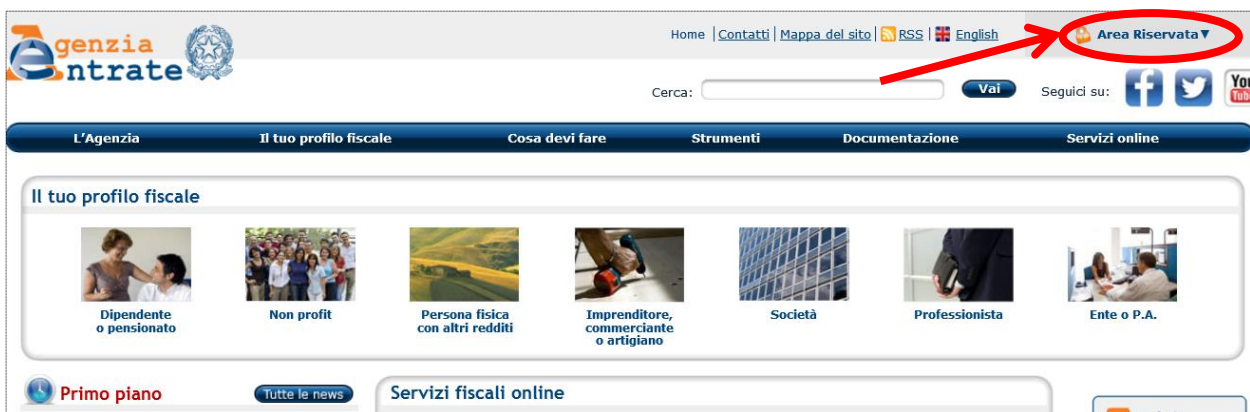 Agenzia
Entrate
Home | Contatti | Mappa del sito | RSS | English
Area Riservata▼
Cerca:
Vai
Seguici su:
f
You
Tube
L'Agenzia
Il tuo profilo fiscale
Cosa devi fare
Strumenti
Documentazione
Servizi online
Il tuo profilo fiscale
Dipendente
o pensionato
Non profit
Persona fisica
con altri redditi
Imprenditore,
commerciante
o artigiano
Società
Professionista
Ente o P.A.
Primo piano
Tutte le news
Servizi fiscali online